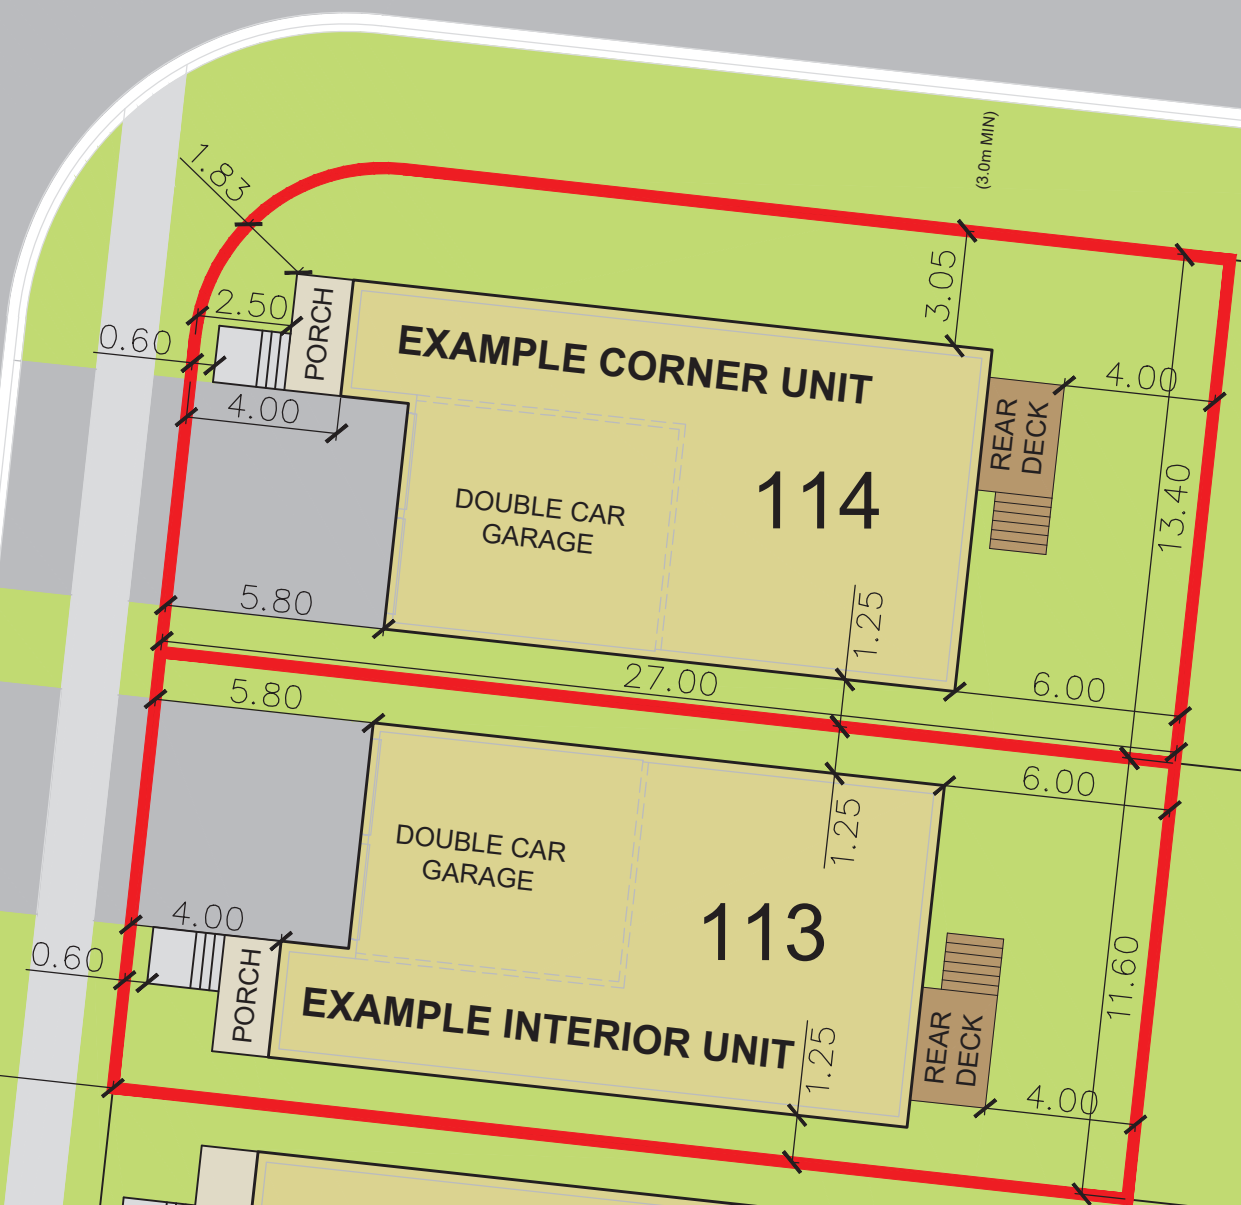 (3.0m MIN)
1.83
3.05
2.50
PORCH
0.60
EXAMPLE CORNER UNIT
4.00
4.00
REAR
DECK
DOUBLE CAR
GARAGE
114
13.40
5.80
1.25
27.00
6.00
5.80
6.00
DOUBLE CAR
GARAGE
1.25
113
4.00
0.60
PORCH
EXAMPLE INTERIOR UNIT
1.25
REAR
DECK
11.60
4.00